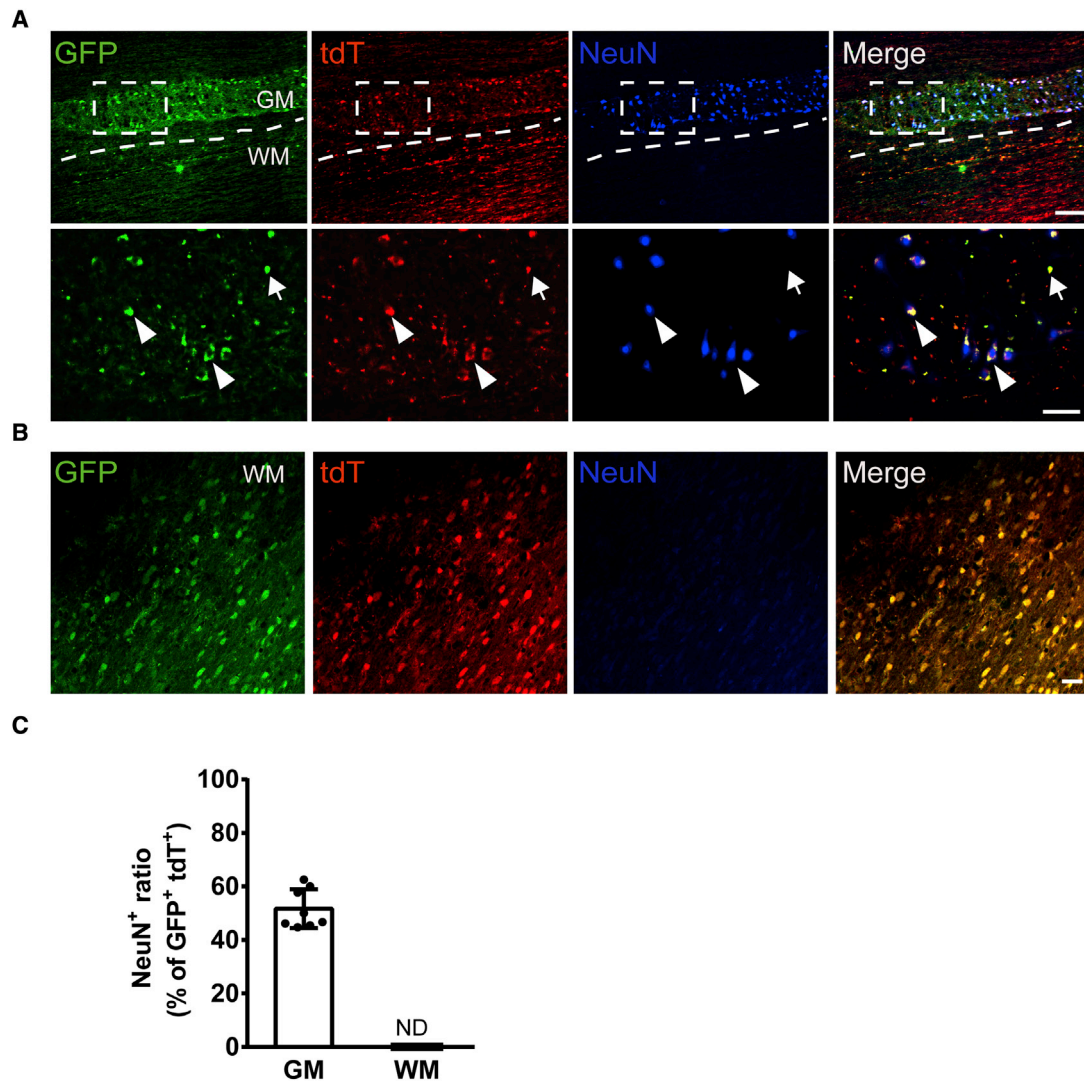 A
GFP tdT NeuN Merge
GM
WM
B
GFP WM tdT NeuN Merge
C
NeuN⁺ ratio
(% of GFP⁺ tdT⁺)
100
80
60
40
20
0
ND
GM WM